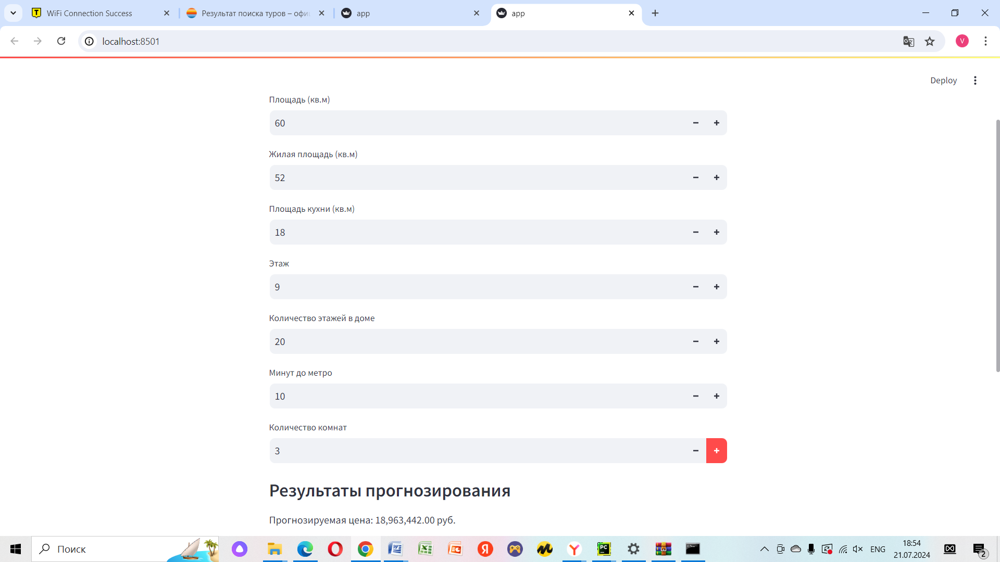 WiFi Connection Success
Результат поиска туров – офи
app
app
localhost:8501
V
Deploy
Площадь (кв.м)
60
Жилая площадь (кв.м)
52
Площадь кухни (кв.м)
18
Этаж
9
Количество этажей в доме
20
Минут до метро
10
Количество комнат
3
Результаты прогнозирования
Прогнозируемая цена: 18,963,442.00 руб.
Поиск
ENG
18:54
21.07.2024
2